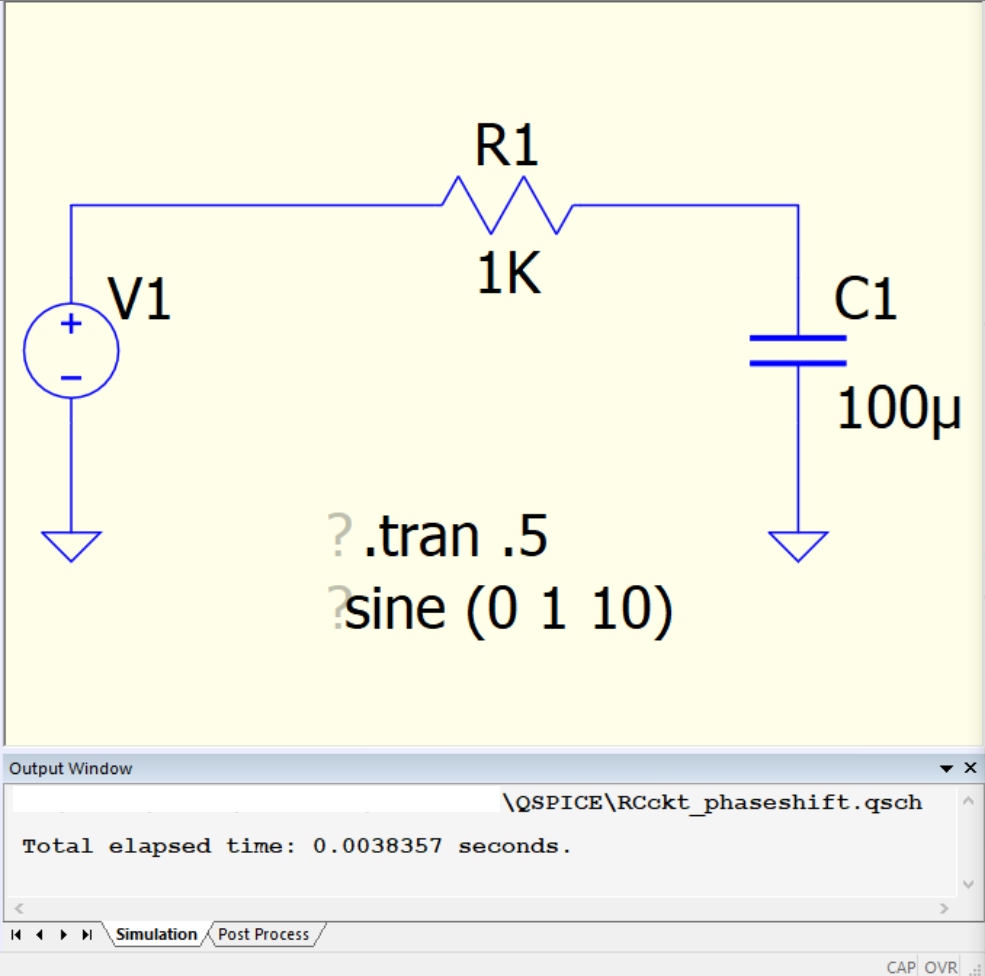 R1
1K
V1
+
−
C1
100µ
? .tran .5
?sine (0 1 10)
Output Window
\QSPICE\RCckt_phaseshift.qsch
Total elapsed time: 0.0038357 seconds.
Simulation Post Process
CAP OVR